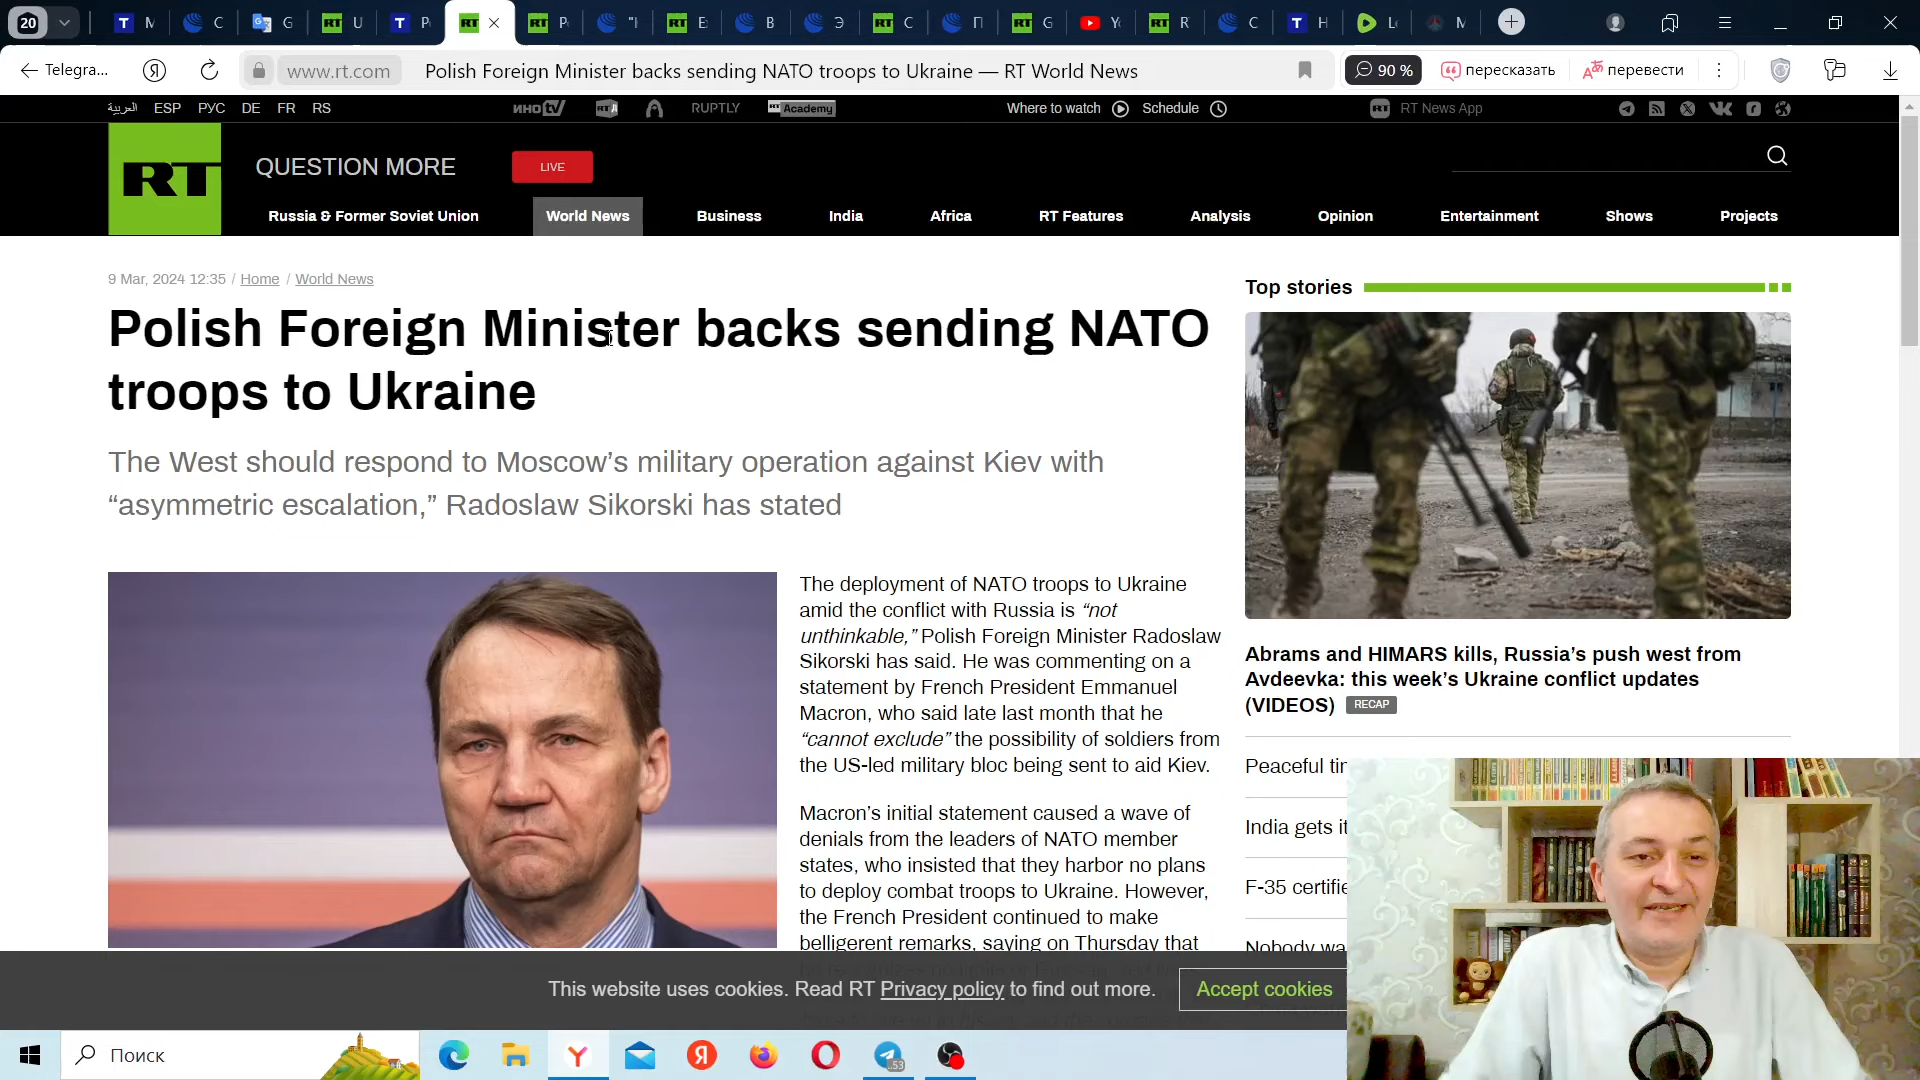 20 M C G U P P "I E B Э C П G Y R C H L M
Telegra...
www.rt.com
Polish Foreign Minister backs sending NATO troops to Ukraine — RT World News
90 %
пересказать
перевести
العربية ESP РУС DE FR RS
ИНОTV
RUPTLY
RT Academy
Where to watch
Schedule
RT News App
RT
QUESTION MORE
LIVE
Russia & Former Soviet Union
World News
Business
India
Africa
RT Features
Analysis
Opinion
Entertainment
Shows
Projects
9 Mar, 2024 12:35 / Home / World News
Polish Foreign Minister backs sending NATO
troops to Ukraine
The West should respond to Moscow’s military operation against Kiev with
“asymmetric escalation,” Radoslaw Sikorski has stated
The deployment of NATO troops to Ukraine
amid the conflict with Russia is “not
unthinkable,” Polish Foreign Minister Radoslaw
Sikorski has said. He was commenting on a
statement by French President Emmanuel
Macron, who said late last month that he
“cannot exclude” the possibility of soldiers from
the US-led military bloc being sent to aid Kiev.
Macron’s initial statement caused a wave of
denials from the leaders of NATO member
states, who insisted that they harbor no plans
to deploy combat troops to Ukraine. However,
the French President continued to make
belligerent remarks, saying on Thursday that
Top stories
Abrams and HIMARS kills, Russia’s push west from
Avdeevka: this week’s Ukraine conflict updates
(VIDEOS) RECAP
Peaceful tir
India gets it
F-35 certifie
Nobody wa
This website uses cookies. Read RT Privacy policy to find out more.
Accept cookies
Поиск
53